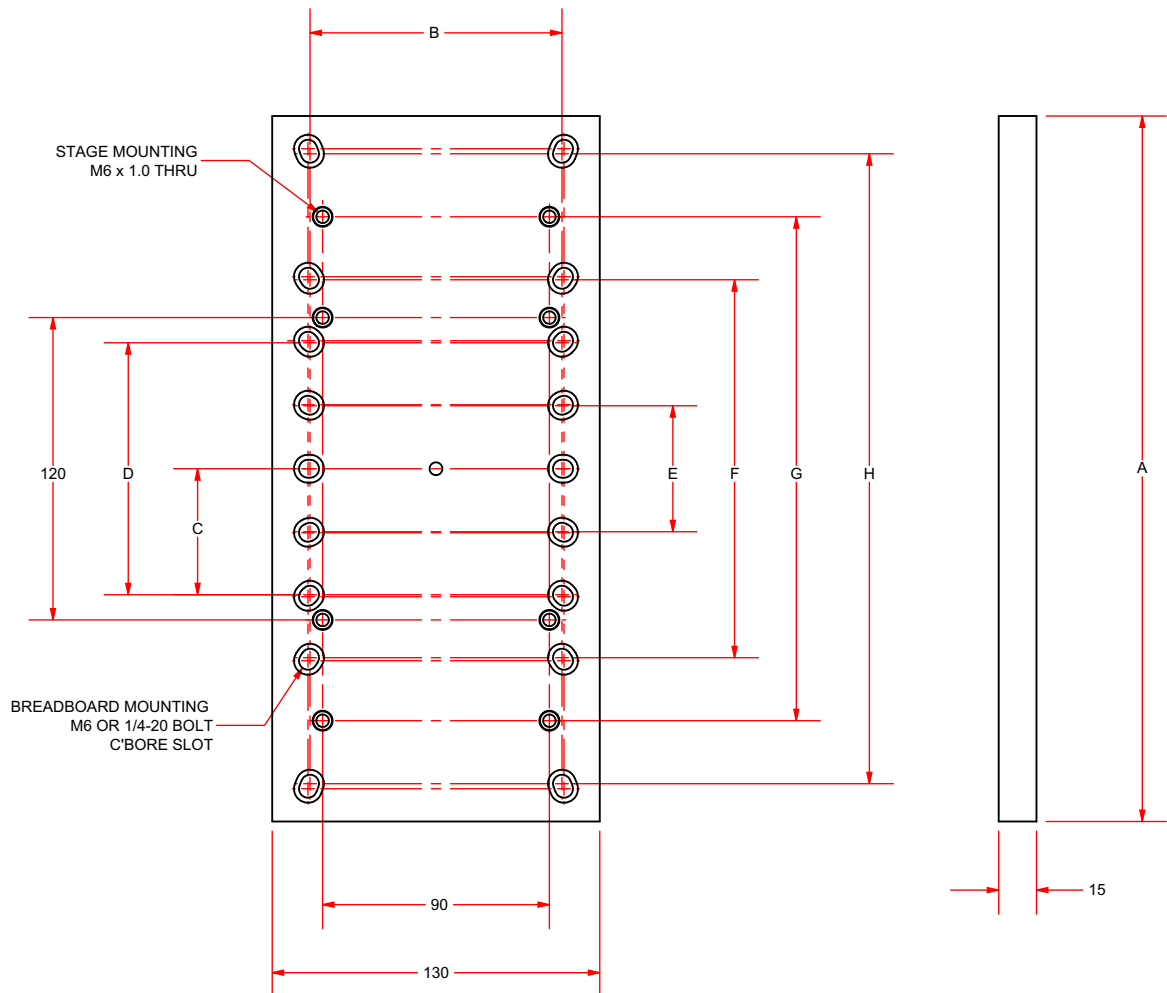 B
STAGE MOUNTING
M6 x 1.0 THRU
120
D
C
E
F
G
H
A
BREADBOARD MOUNTING
M6 OR 1/4-20 BOLT
C'BORE SLOT
90
15
130